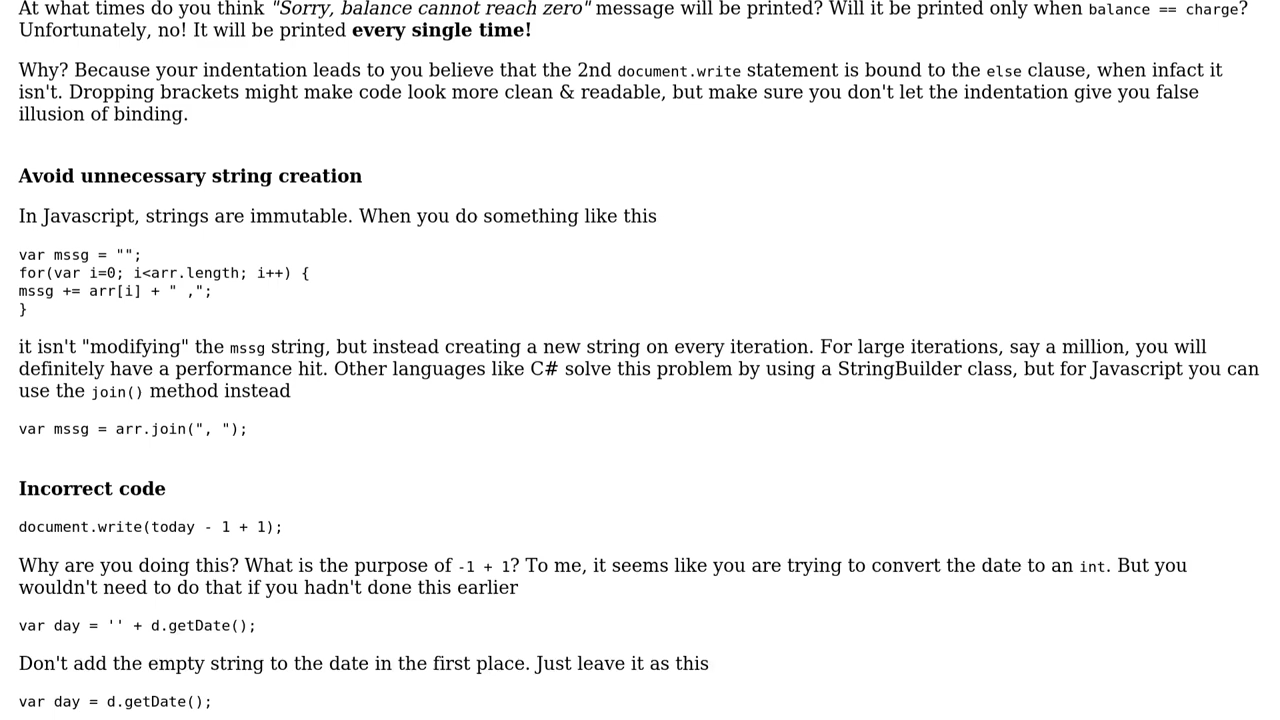 At what times do you think "Sorry, balance cannot reach zero" message will be printed? Will it be printed only when balance == charge?
Unfortunately, no! It will be printed every single time!
Why? Because your indentation leads to you believe that the 2nd document.write statement is bound to the else clause, when infact it
isn't. Dropping brackets might make code look more clean & readable, but make sure you don't let the indentation give you false
illusion of binding.
Avoid unnecessary string creation
In Javascript, strings are immutable. When you do something like this
var mssg = "";
for(var i=0; i<arr.length; i++) {
mssg += arr[i] + " ,";
}
it isn't "modifying" the mssg string, but instead creating a new string on every iteration. For large iterations, say a million, you will
definitely have a performance hit. Other languages like C# solve this problem by using a StringBuilder class, but for Javascript you can
use the join() method instead
var mssg = arr.join(", ");
Incorrect code
document.write(today - 1 + 1);
Why are you doing this? What is the purpose of -1 + 1? To me, it seems like you are trying to convert the date to an int. But you
wouldn't need to do that if you hadn't done this earlier
var day = '' + d.getDate();
Don't add the empty string to the date in the first place. Just leave it as this
var day = d.getDate();